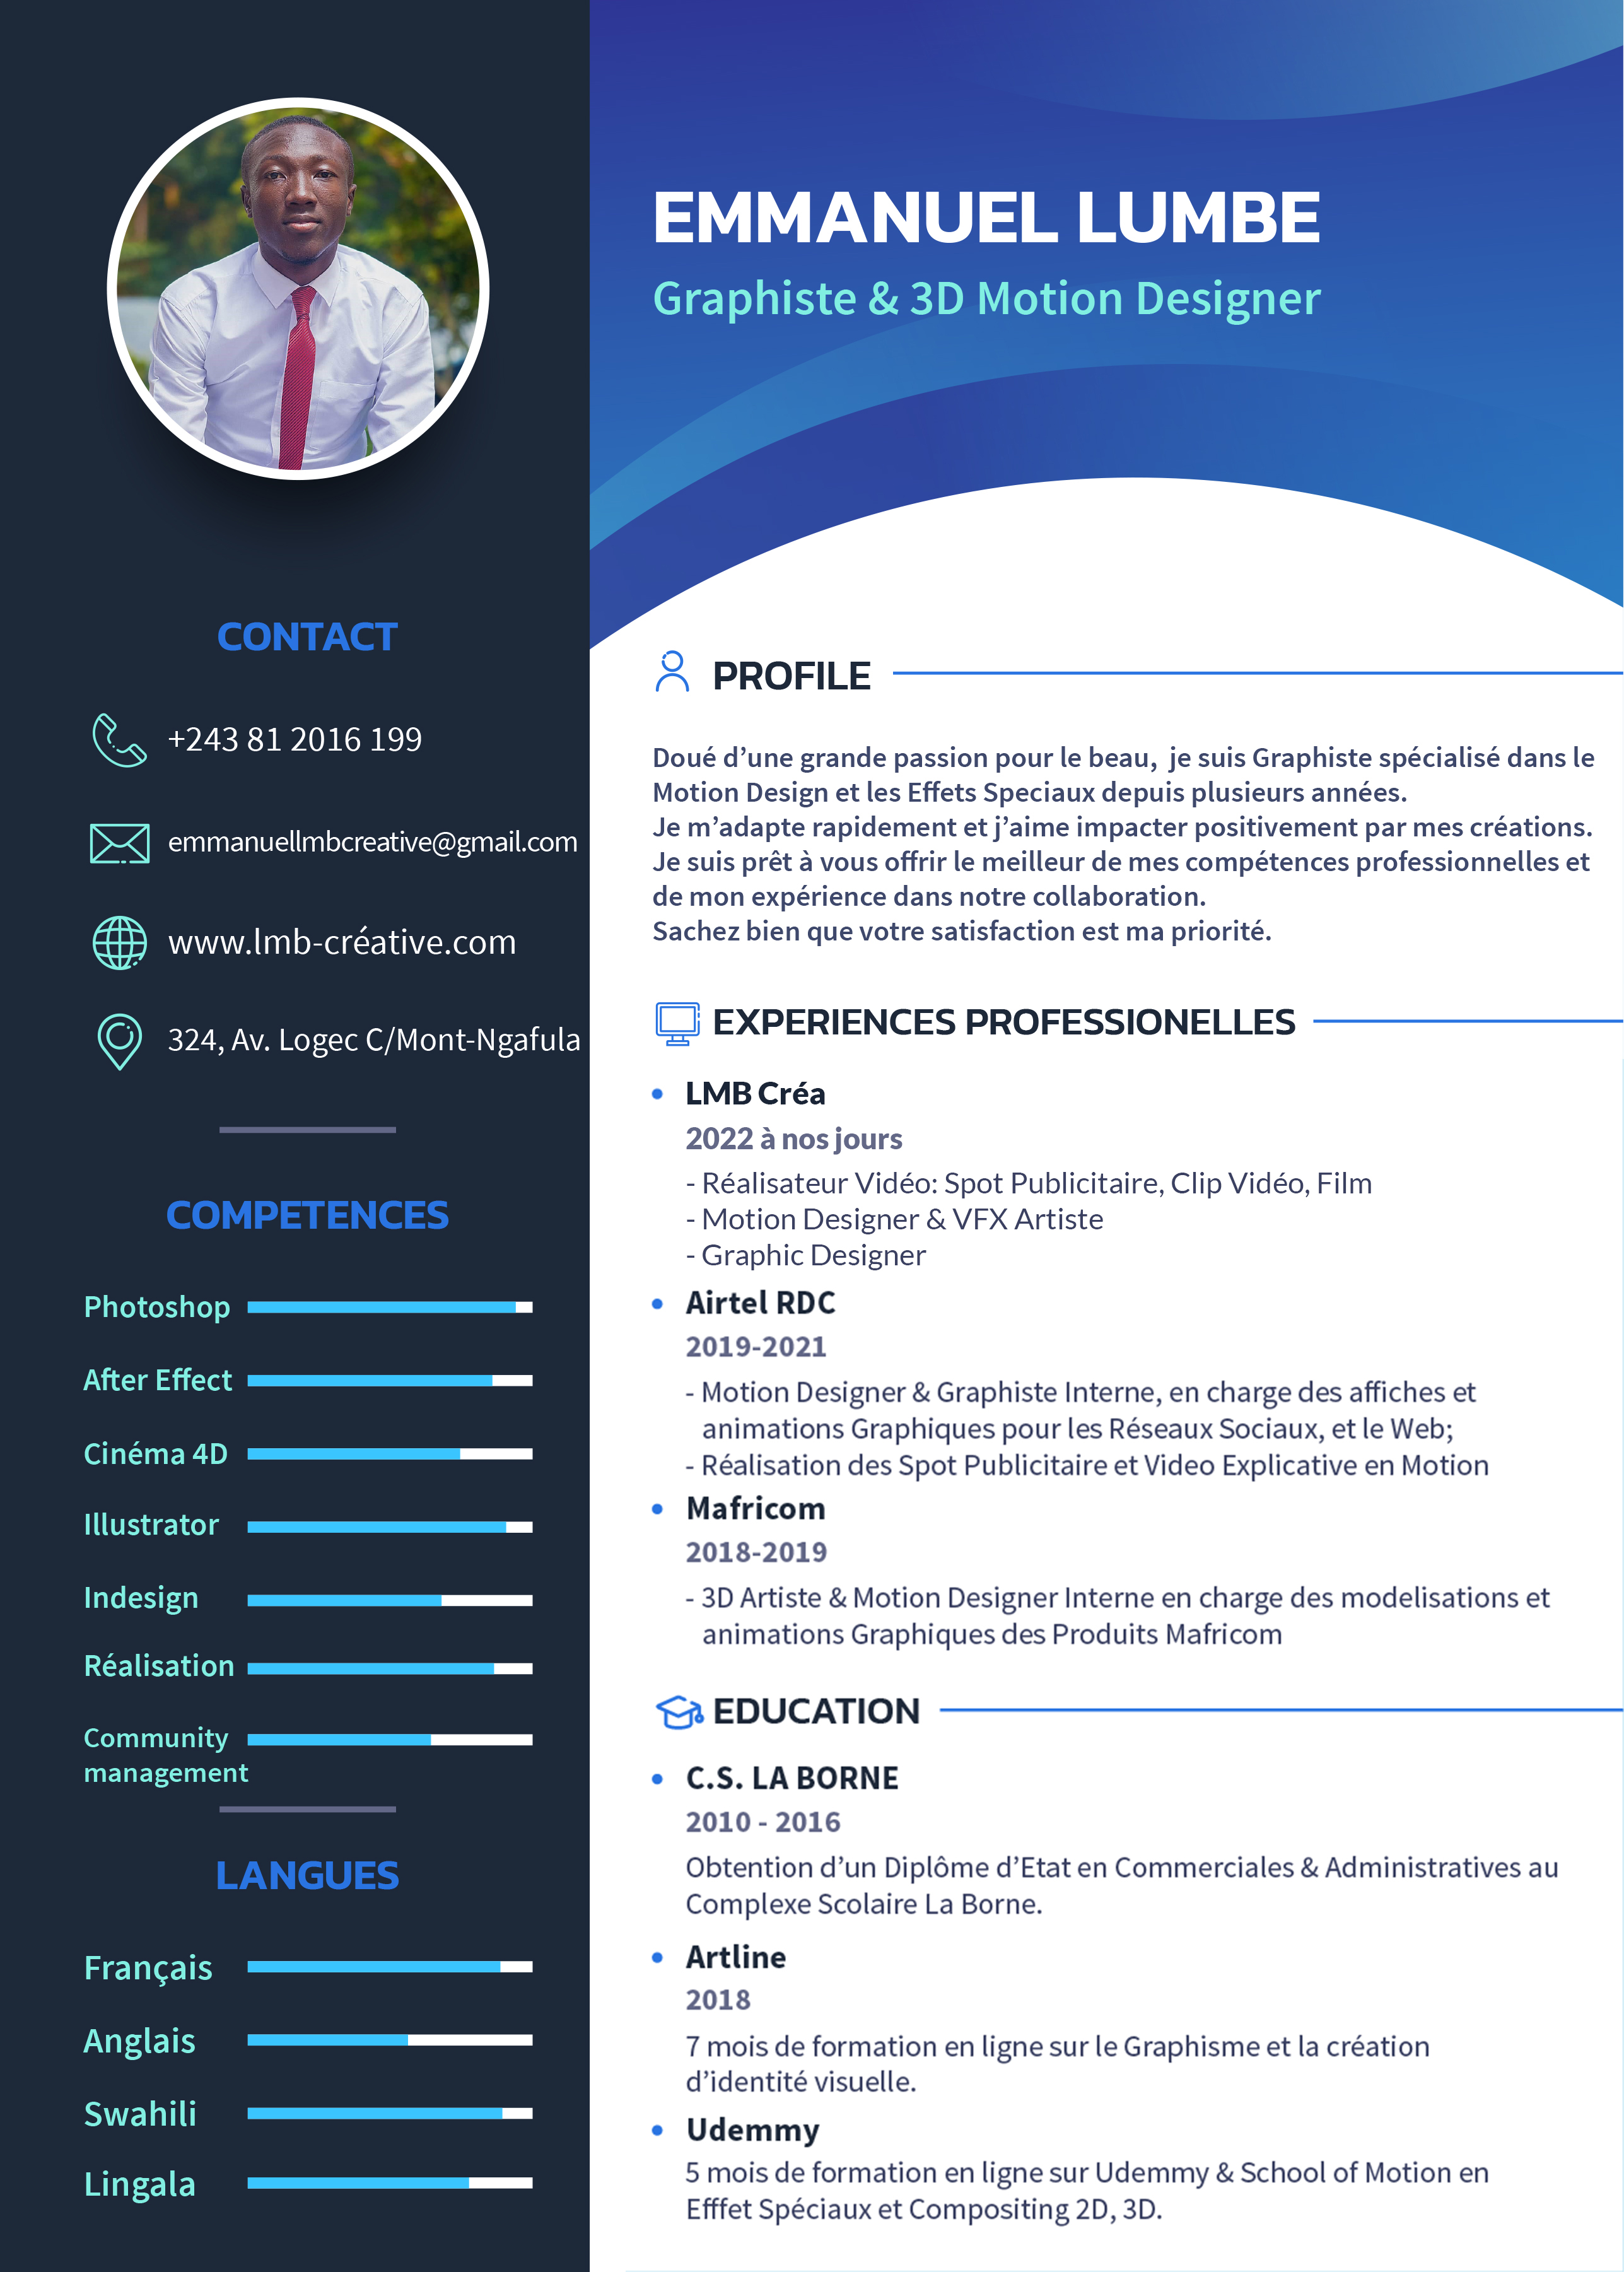 EMMANUEL LUMBE
Graphiste & 3D Motion Designer
CONTACT
+243 81 2016 199
emmanuellmbcreative@gmail.com
www.lmb-créative.com
324, Av. Logec C/Mont-Ngafula
COMPETENCES
Photoshop
After Effect
Cinéma 4D
Illustrator
Indesign
Réalisation
Community
management
LANGUES
Français
Anglais
Swahili
Lingala
PROFILE
Doué d’une grande passion pour le beau,  je suis Graphiste spécialisé dans le
Motion Design et les Effets Speciaux depuis plusieurs années.
Je m’adapte rapidement et j’aime impacter positivement par mes créations.
Je suis prêt à vous offrir le meilleur de mes compétences professionnelles et
de mon expérience dans notre collaboration.
Sachez bien que votre satisfaction est ma priorité.
EXPERIENCES PROFESSIONELLES
• LMB Créa
2022 à nos jours
- Réalisateur Vidéo: Spot Publicitaire, Clip Vidéo, Film
- Motion Designer & VFX Artiste
- Graphic Designer
• Airtel RDC
2019-2021
- Motion Designer & Graphiste Interne, en charge des affiches et
animations Graphiques pour les Réseaux Sociaux, et le Web;
- Réalisation des Spot Publicitaire et Video Explicative en Motion
• Mafricom
2018-2019
- 3D Artiste & Motion Designer Interne en charge des modelisations et
animations Graphiques des Produits Mafricom
EDUCATION
• C.S. LA BORNE
2010 - 2016
Obtention d’un Diplôme d’Etat en Commerciales & Administratives au
Complexe Scolaire La Borne.
• Artline
2018
7 mois de formation en ligne sur le Graphisme et la création
d’identité visuelle.
• Udemmy
5 mois de formation en ligne sur Udemmy & School of Motion en
Efffet Spéciaux et Compositing 2D, 3D.